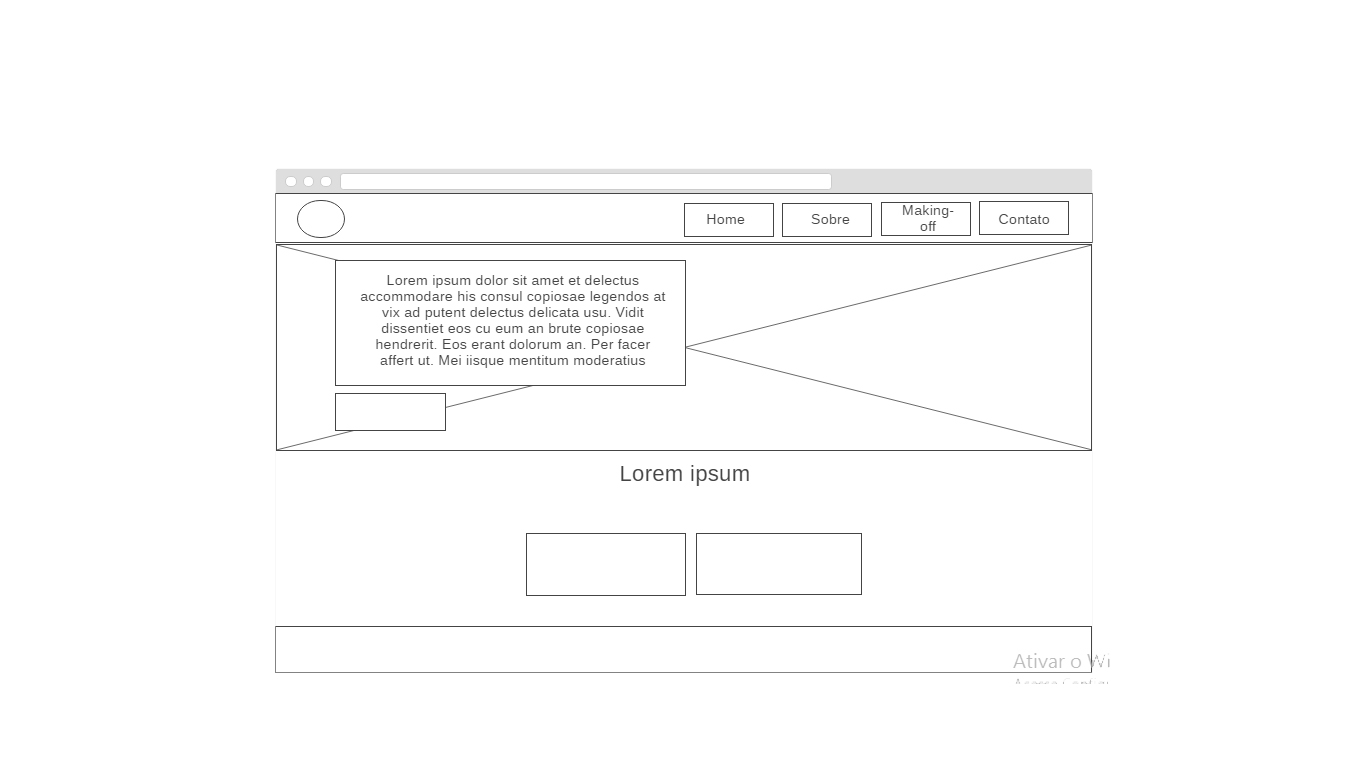 Home
Sobre
Making-
off
Contato
Lorem ipsum dolor sit amet et delectus
accommodare his consul copiosae legendos at
vix ad putent delectus delicata usu. Vidit
dissentiet eos cu eum an brute copiosae
hendrerit. Eos erant dolorum an. Per facer
affert ut. Mei iisque mentitum moderatius
Lorem ipsum
Ativar o Wi